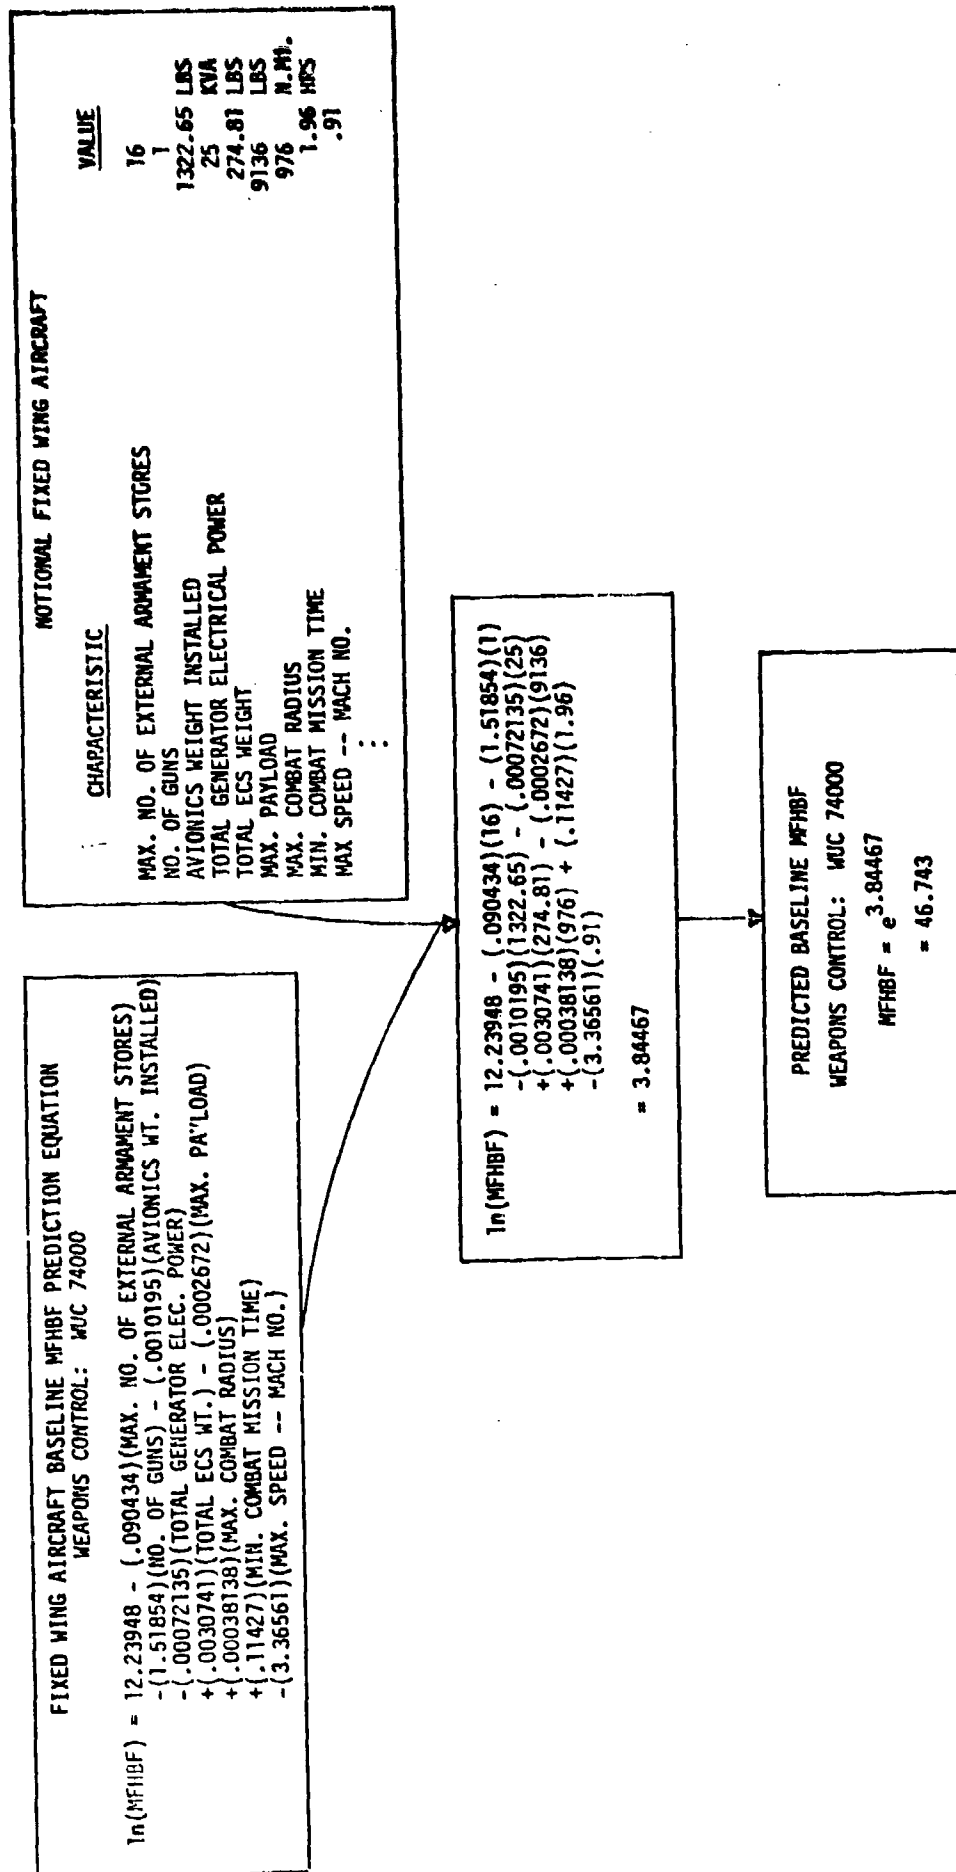 FIXED WING AIRCRAFT BASELINE MFHBF PREDICTION EQUATION
WEAPONS CONTROL: WUC 74000
ln(MFHBF) = 12.23948 - (.090434)(MAX. NO. OF EXTERNAL ARMAMENT STORES)
-(1.51854)(NO. OF GUNS) - (.0010195)(AVIONICS WT. INSTALLED)
-(.00072135)(TOTAL GENERATOR ELEC. POWER)
+(.0030741)(TOTAL ECS WT.) - (.0002672)(MAX. PA"LOAD)
+(.00038138)(MAX. COMBAT RADIUS)
+(.11427)(MIN. COMBAT MISSION TIME)
-(3.36561)(MAX. SPEED -- MACH NO.)
NOTIONAL FIXED WING AIRCRAFT
CHARACTERISTIC VALUE
:
MAX. NO. OF EXTERNAL ARMAMENT STORES 16
NO. OF GUNS 1
AVIONICS WEIGHT INSTALLED 1322.65 LBS
TOTAL GENERATOR ELECTRICAL POWER 25 KVA
TOTAL ECS WEIGHT 274.81 LBS
MAX. PAYLOAD 9136 LBS
MAX. COMBAT RADIUS 976 N.MI.
MIN. COMBAT MISSION TIME 1.96 HRS
MAX SPEED -- MACH NO. .91
:
ln(MFHBF) = 12.23948 - (.090434)(16) - (1.51854)(1)
-(.0010195)(1322.65) - (.00072135)(25)
+(.0030741)(274.81) - (.0002672)(9136)
+(.00038138)(976) + (.11427)(1.96)
-(3.36561)(.91)
= 3.84467
PREDICTED BASELINE MFHBF
WEAPONS CONTROL: WUC 74000
MFHBF = e^3.84467
= 46.743